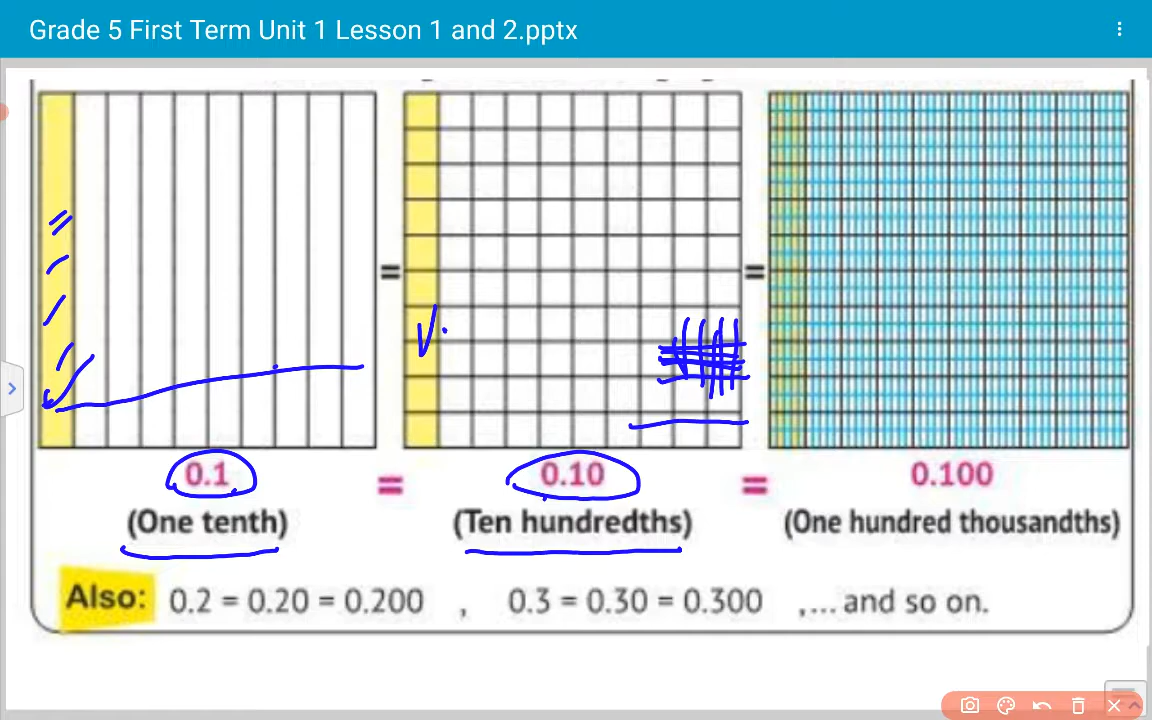 Grade 5 First Term Unit 1 Lesson 1 and 2.pptx
= =
0.1 = 0.10 = 0.100
(One tenth) (Ten hundredths) (One hundred thousandths)
Also: 0.2 = 0.20 = 0.200 , 0.3 = 0.30 = 0.300 ,... and so on.